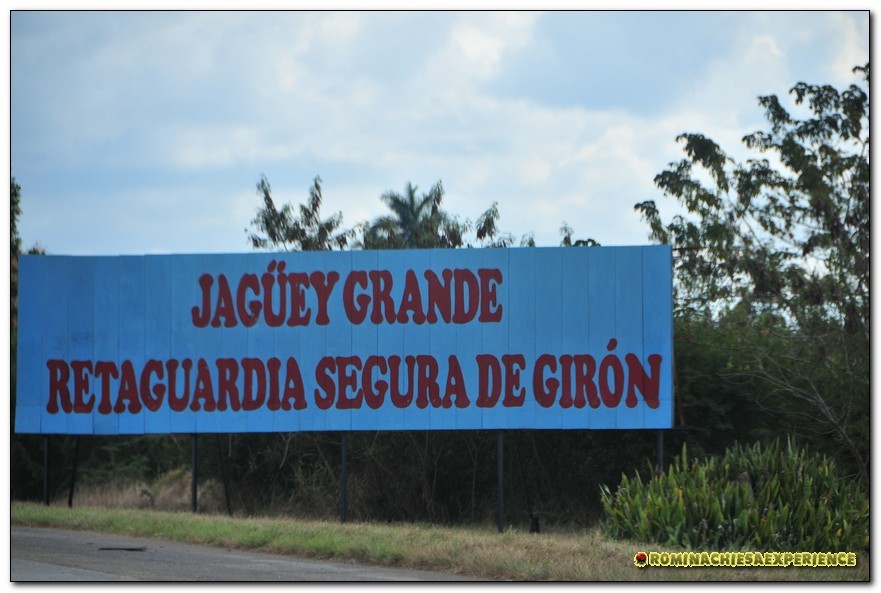 JAGÜEY GRANDE
RETAGUARDIA SEGURA DE GIRÓN
ROMINACHIESAEXPERIENCE